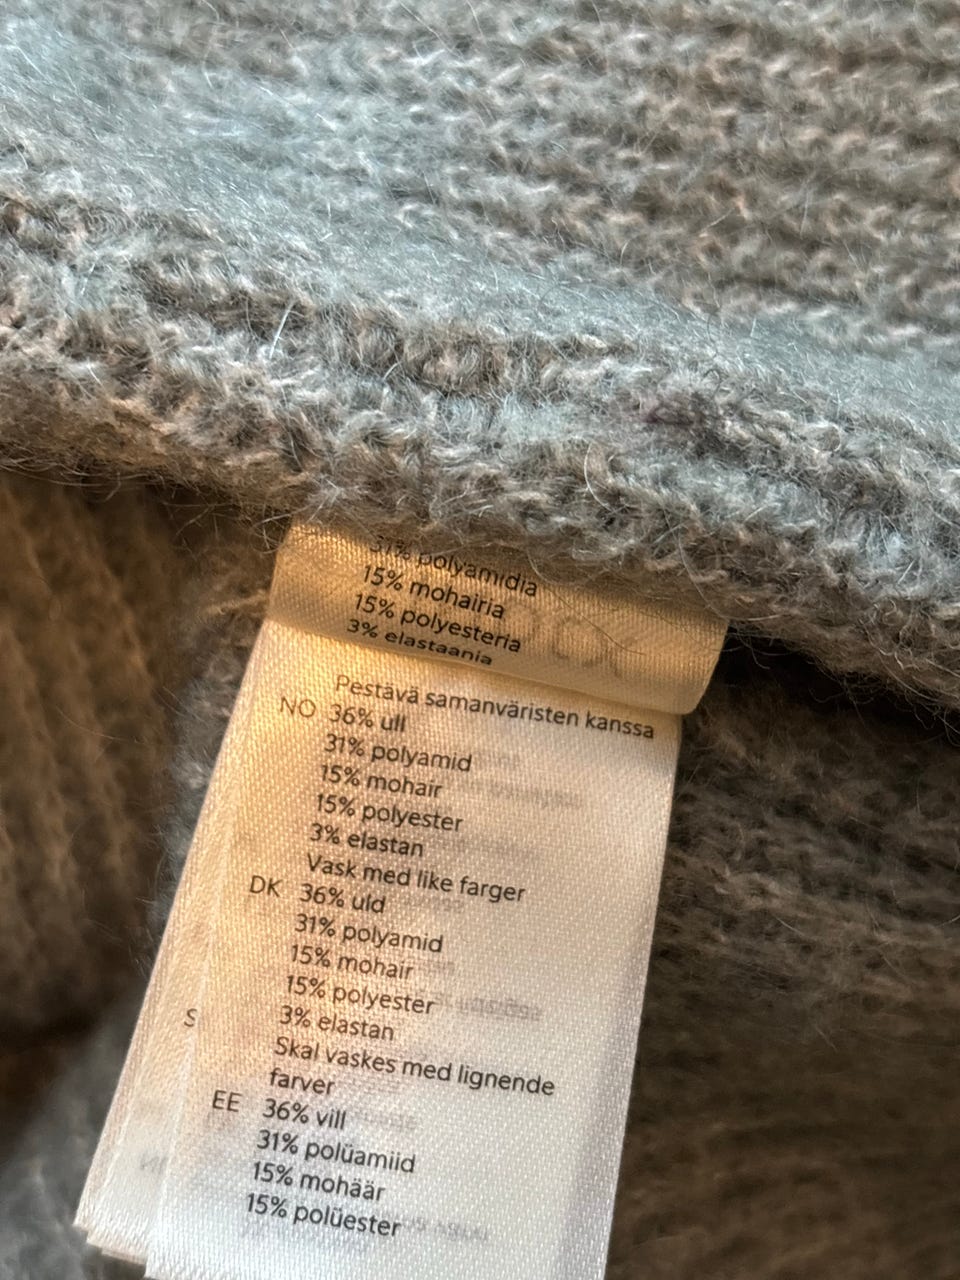 31% polyamidia
15% mohairia
15% polyesteria
3% elastaania
Pestävä samanväristen kanssa
NO 36% ull
31% polyamid
15% mohair
15% polyester
3% elastan
Vask med like farger
DK 36% uld
31% polyamid
15% mohair
15% polyester
3% elastan
Skal vaskes med lignende
farver
EE 36% vill
31% polüamiid
15% mohäär
15% polüester
S